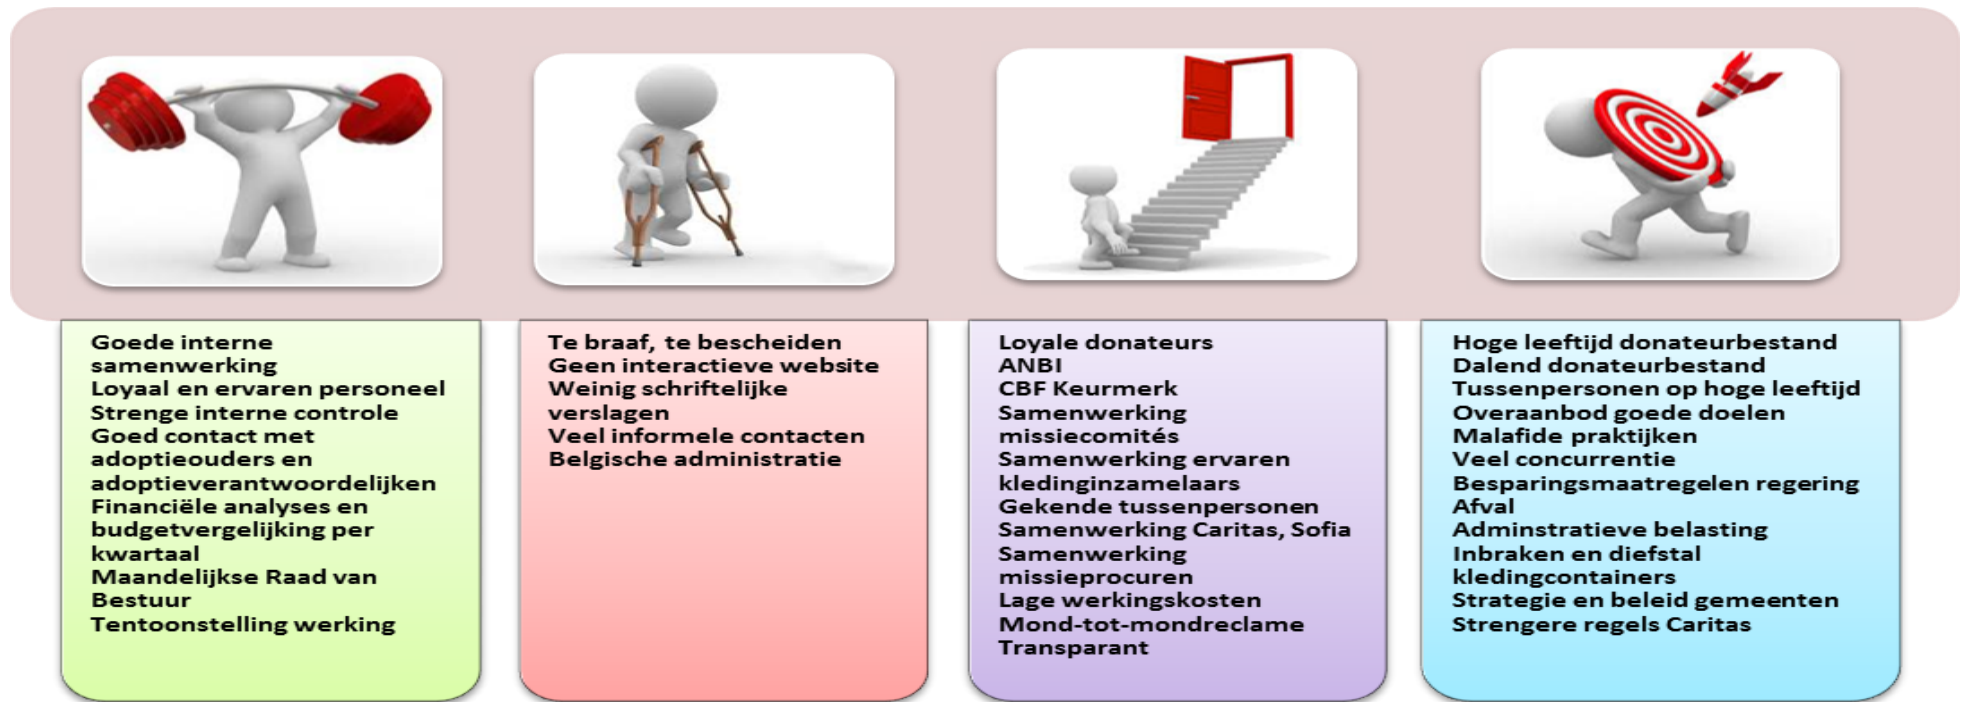 Goede interne
samenwerking
Loyaal en ervaren personeel
Strenge interne controle
Goed contact met
adoptieouders en
adoptieverantwoordelijken
Financiële analyses en
budgetvergelijking per
kwartaal
Maandelijkse Raad van
Bestuur
Tentoonstelling werking
Te braaf, te bescheiden
Geen interactieve website
Weinig schriftelijke
verslagen
Veel informele contacten
Belgische administratie
Loyale donateurs
ANBI
CBF Keurmerk
Samenwerking
missiecomités
Samenwerking ervaren
kledinginzamelaars
Gekende tussenpersonen
Samenwerking Caritas, Sofia
Samenwerking
missieprocuren
Lage werkingskosten
Mond-tot-mondreclame
Transparant
Hoge leeftijd donateurbestand
Dalend donateurbestand
Tussenpersonen op hoge leeftijd
Overaanbod goede doelen
Malafide praktijken
Veel concurrentie
Besparingsmaatregelen regering
Afval
Adminstratieve belasting
Inbraken en diefstal
kledingcontainers
Strategie en beleid gemeenten
Strengere regels Caritas